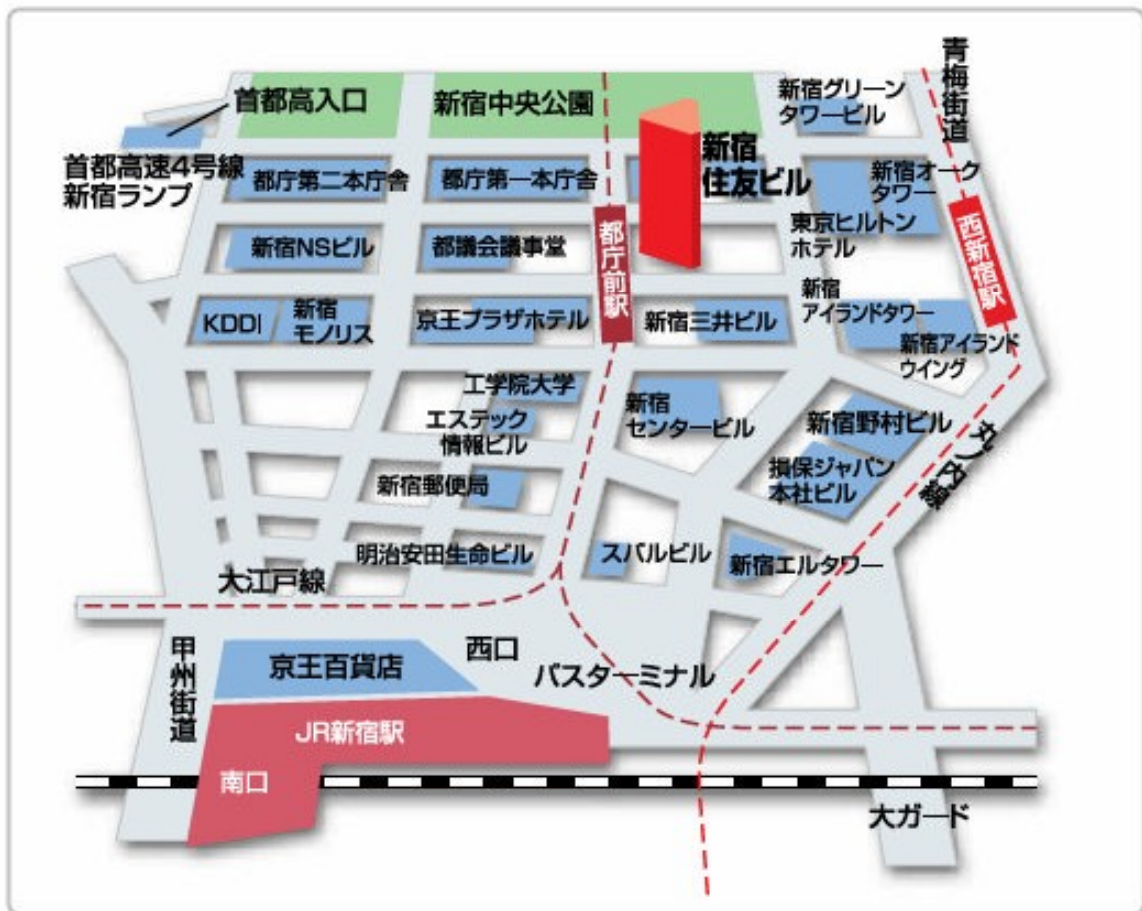 青梅街道
首都高入口
新宿中央公園
新宿グリーン
タワービル
首都高速4号線
新宿ランプ
都庁第二本庁舎
都庁第一本庁舎
新宿
住友ビル
新宿オーク
タワー
東京ヒルトン
ホテル
新宿NSビル
都議会議事堂
都庁前駅
西新宿駅
KDDI
新宿
モノリス
京王プラザホテル
新宿三井ビル
新宿
アイランドタワー
新宿アイランド
ウイング
工学院大学
エステック
情報ビル
新宿
センタービル
新宿野村ビル
丸ノ内線
新宿郵便局
損保ジャパン
本社ビル
明治安田生命ビル
スバルビル
新宿エルタワー
大江戸線
甲州街道
京王百貨店
西口
バスターミナル
JR新宿駅
南口
大ガード